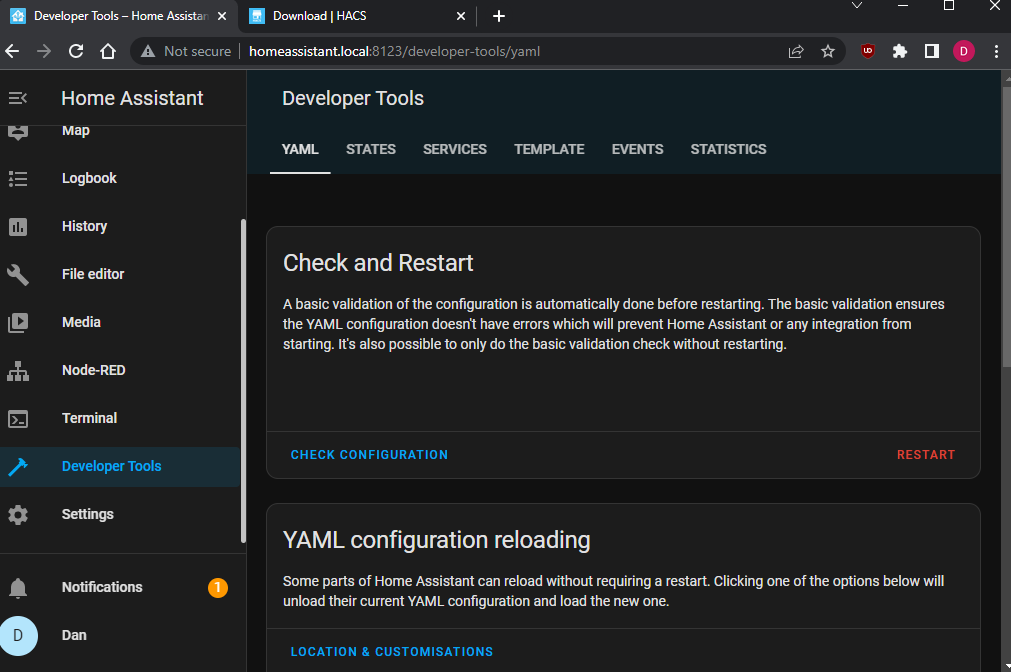 Developer Tools – Home Assistan
Download | HACS
Not secure
homeassistant.local:8123/developer-tools/yaml
UD
D
Home Assistant
Map
Logbook
History
File editor
Media
Node-RED
Terminal
Developer Tools
Settings
Notifications
1
D
Dan
Developer Tools
YAML STATES SERVICES TEMPLATE EVENTS STATISTICS
Check and Restart
A basic validation of the configuration is automatically done before restarting. The basic validation ensures
the YAML configuration doesn't have errors which will prevent Home Assistant or any integration from
starting. It's also possible to only do the basic validation check without restarting.
CHECK CONFIGURATION
RESTART
YAML configuration reloading
Some parts of Home Assistant can reload without requiring a restart. Clicking one of the options below will
unload their current YAML configuration and load the new one.
LOCATION & CUSTOMISATIONS